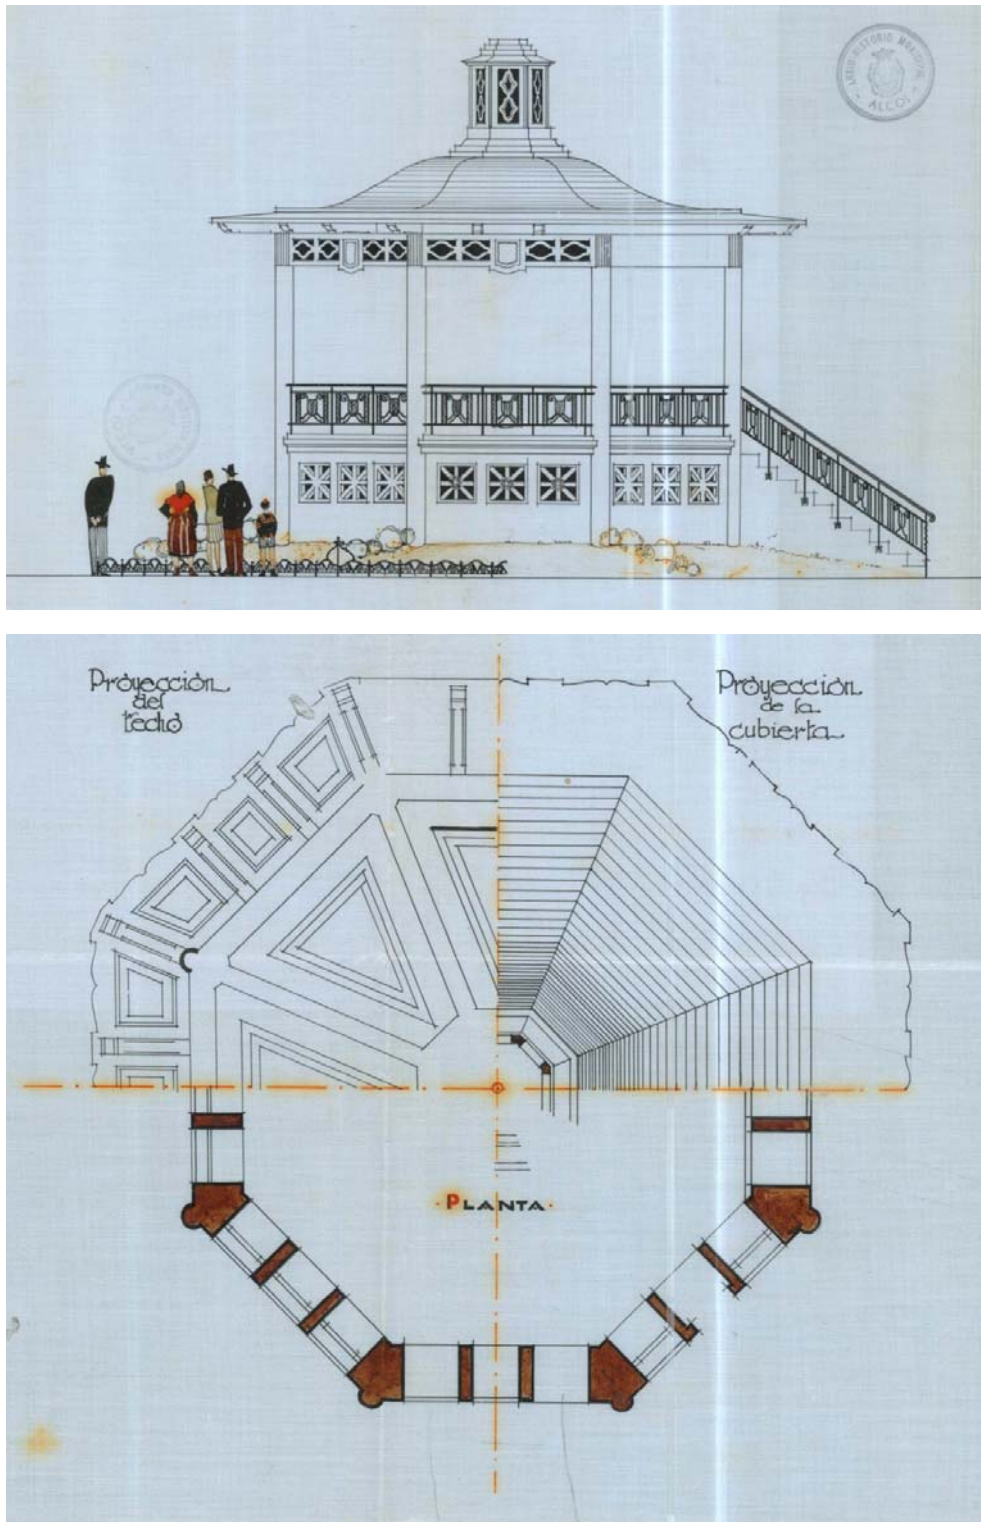 ALCOI
Proyección
del
techo
Proyección
de la
cubierta
· PLANTA ·